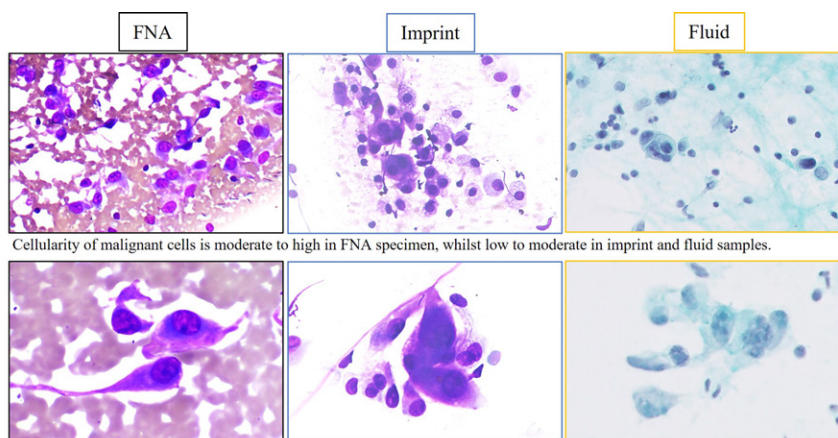 FNA
Imprint
Fluid
Cellularity of malignant cells is moderate to high in FNA specimen, whilst low to moderate in imprint and fluid samples.